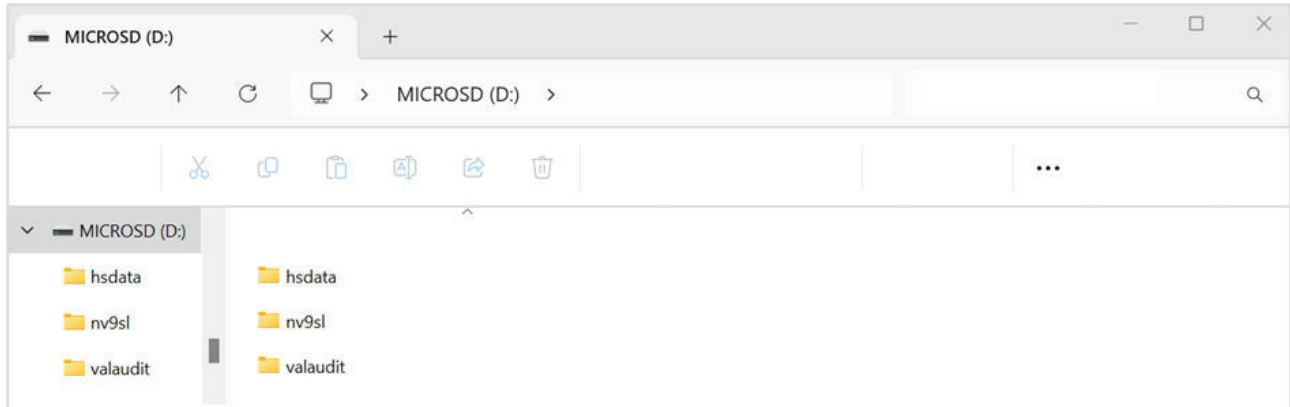 MICROSD (D:)
MICROSD (D:)
MICROSD (D:)
hsdata
hsdata
nv9sl
nv9sl
valaudit
valaudit